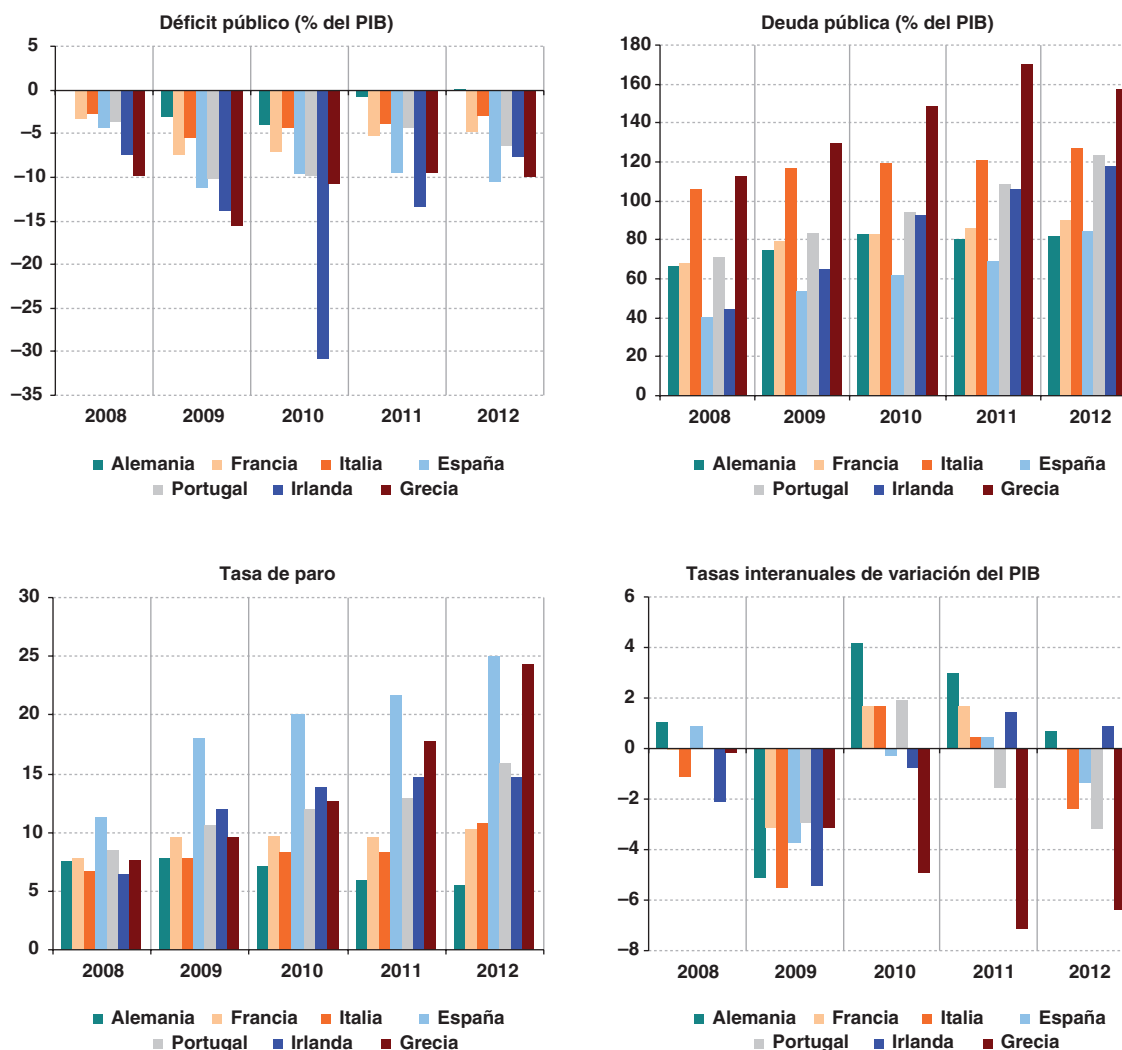 Déficit público (% del PIB)
5
0
–5
–10
–15
–20
–25
–30
–35
2008 2009 2010 2011 2012
Alemania Francia Italia España
Portugal Irlanda Grecia
Deuda pública (% del PIB)
180
160
140
120
100
80
60
40
20
0
2008 2009 2010 2011 2012
Alemania Francia Italia España
Portugal Irlanda Grecia
Tasa de paro
30
25
20
15
10
5
0
2008 2009 2010 2011 2012
Alemania Francia Italia España
Portugal Irlanda Grecia
Tasas interanuales de variación del PIB
6
4
2
0
–2
–4
–6
–8
2008 2009 2010 2011 2012
Alemania Francia Italia España
Portugal Irlanda Grecia